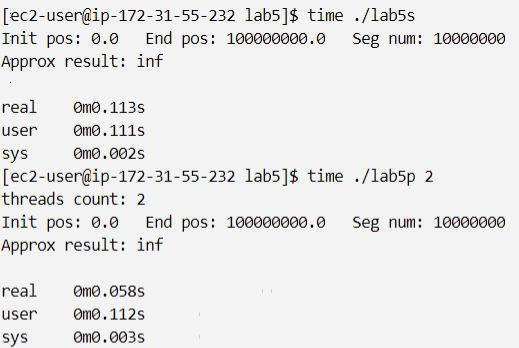 [ec2-user@ip-172-31-55-232 lab5]$ time ./lab5s
Init pos: 0.0   End pos: 100000000.0   Seg num: 10000000
Approx result: inf
real    0m0.113s
user    0m0.111s
sys     0m0.002s
[ec2-user@ip-172-31-55-232 lab5]$ time ./lab5p 2
threads count: 2
Init pos: 0.0   End pos: 100000000.0   Seg num: 10000000
Approx result: inf
real    0m0.058s
user    0m0.112s
sys     0m0.003s